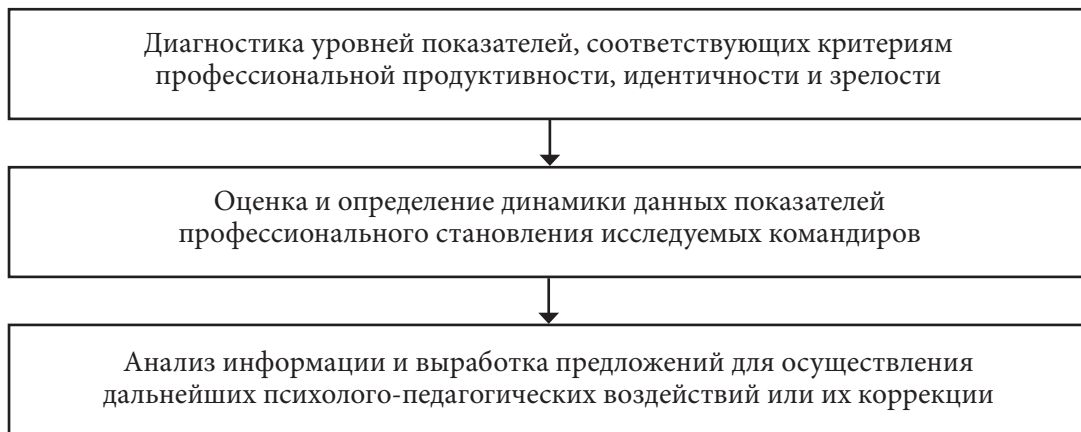 Диагностика уровней показателей, соответствующих критериям
профессиональной продуктивности, идентичности и зрелости
Оценка и определение динамики данных показателей
профессионального становления исследуемых командиров
Анализ информации и выработка предложений для осуществления
дальнейших психолого-педагогических воздействий или их коррекции